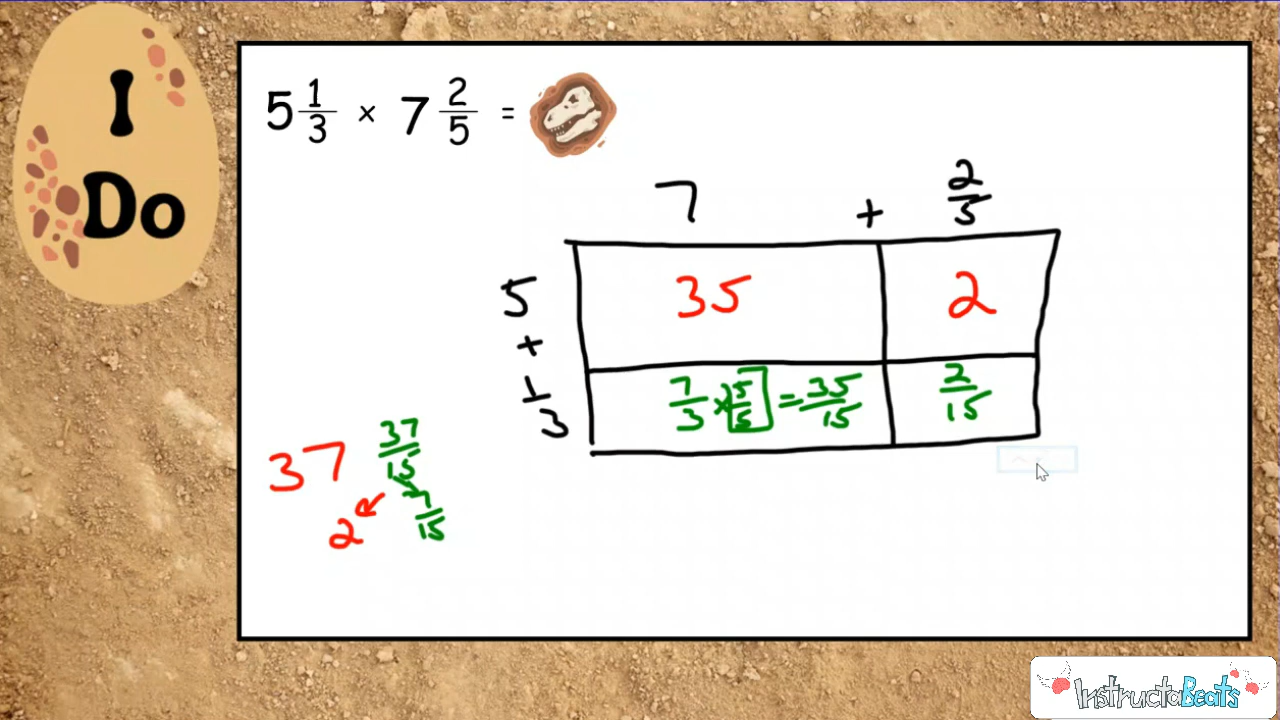 I
Do
5 1/3 × 7 2/5 =
7 + 2/5
5 35 2
+
1/3 7/3 × 5/5 = 35/15 2/15
37 37/15
2 7/15
InstructaBeats